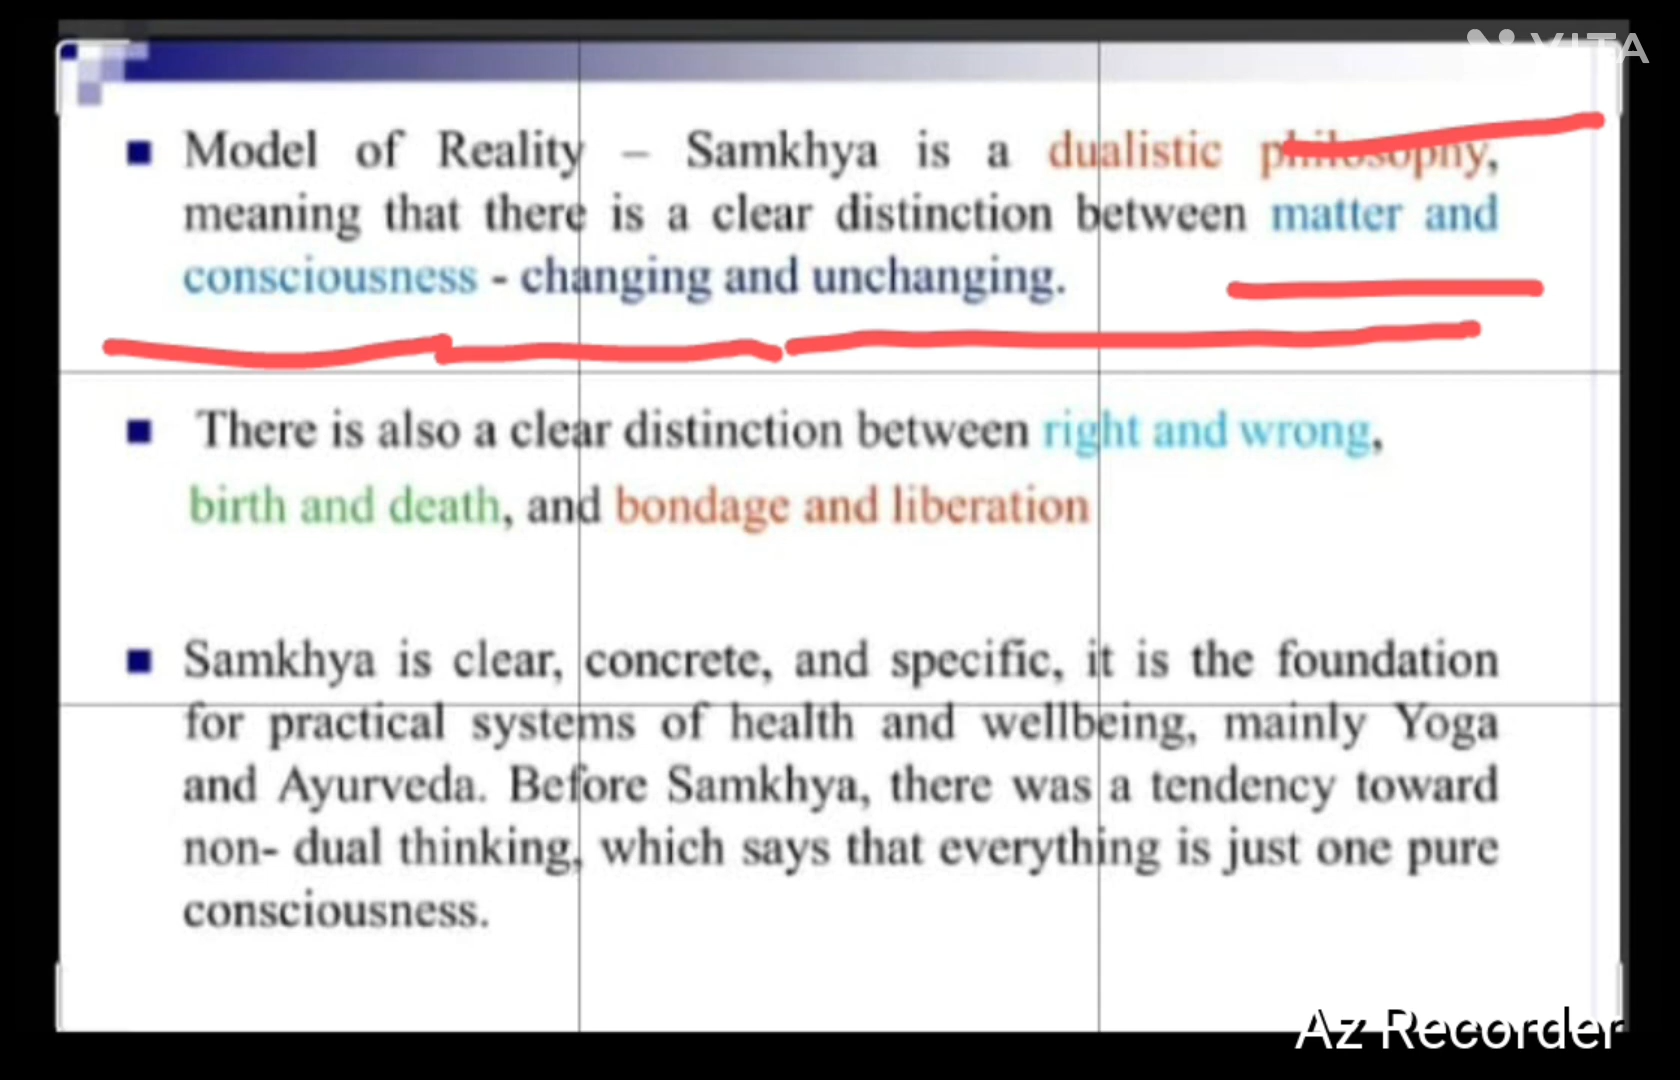 VITA
■ Model of Reality – Samkhya is a dualistic philosophy,
meaning that there is a clear distinction between matter and
consciousness - changing and unchanging.
■ There is also a clear distinction between right and wrong,
birth and death, and bondage and liberation
■ Samkhya is clear, concrete, and specific, it is the foundation
for practical systems of health and wellbeing, mainly Yoga
and Ayurveda. Before Samkhya, there was a tendency toward
non- dual thinking, which says that everything is just one pure
consciousness.
Az Recorder